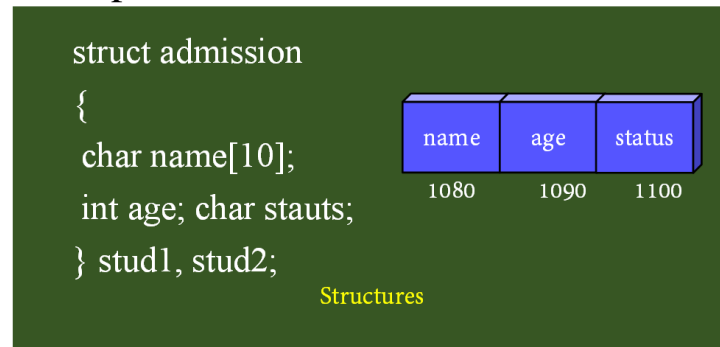 struct admission
{
char name[10];
int age; char stauts;
} stud1, stud2;
name age status
1080 1090 1100
Structures